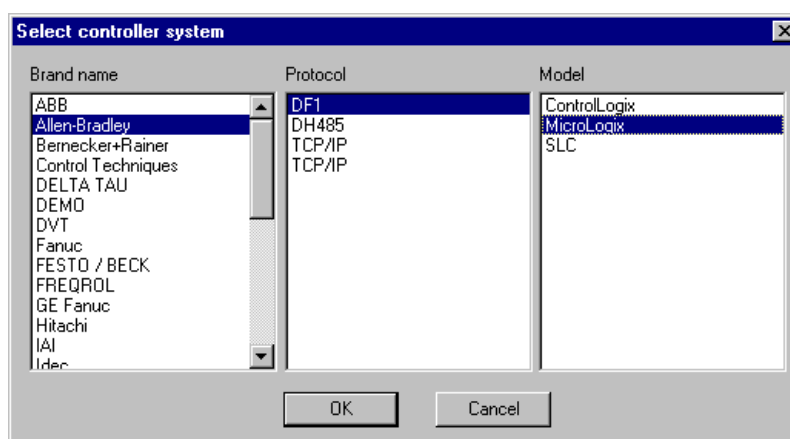 Select controller system
Brand name
ABB
Allen-Bradley
Bernecker+Rainer
Control Techniques
DELTA TAU
DEMO
DVT
Fanuc
FESTO / BECK
FREQROL
GE Fanuc
Hitachi
IAI
Idec
Protocol
DF1
DH485
TCP/IP
TCP/IP
Model
ControlLogix
MicroLogix
SLC
OK
Cancel